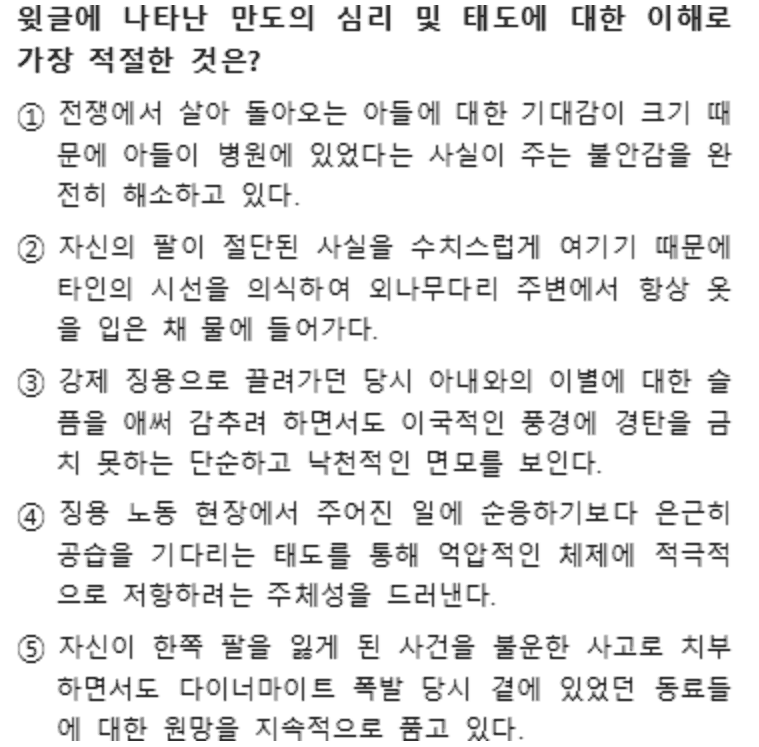 윗글에 나타난 만도의 심리 및 태도에 대한 이해로
가장 적절한 것은?
① 전쟁에서 살아 돌아오는 아들에 대한 기대감이 크기 때
문에 아들이 병원에 있었다는 사실이 주는 불안감을 완
전히 해소하고 있다.
② 자신의 팔이 절단된 사실을 수치스럽게 여기기 때문에
타인의 시선을 의식하여 외나무다리 주변에서 항상 옷
을 입은 채 물에 들어가다.
③ 강제 징용으로 끌려가던 당시 아내와의 이별에 대한 슬
픔을 애써 감추려 하면서도 이국적인 풍경에 경탄을 금
치 못하는 단순하고 낙천적인 면모를 보인다.
④ 징용 노동 현장에서 주어진 일에 순응하기보다 은근히
공습을 기다리는 태도를 통해 억압적인 체제에 적극적
으로 저항하려는 주체성을 드러낸다.
⑤ 자신이 한쪽 팔을 잃게 된 사건을 불운한 사고로 치부
하면서도 다이너마이트 폭발 당시 곁에 있었던 동료들
에 대한 원망을 지속적으로 품고 있다.